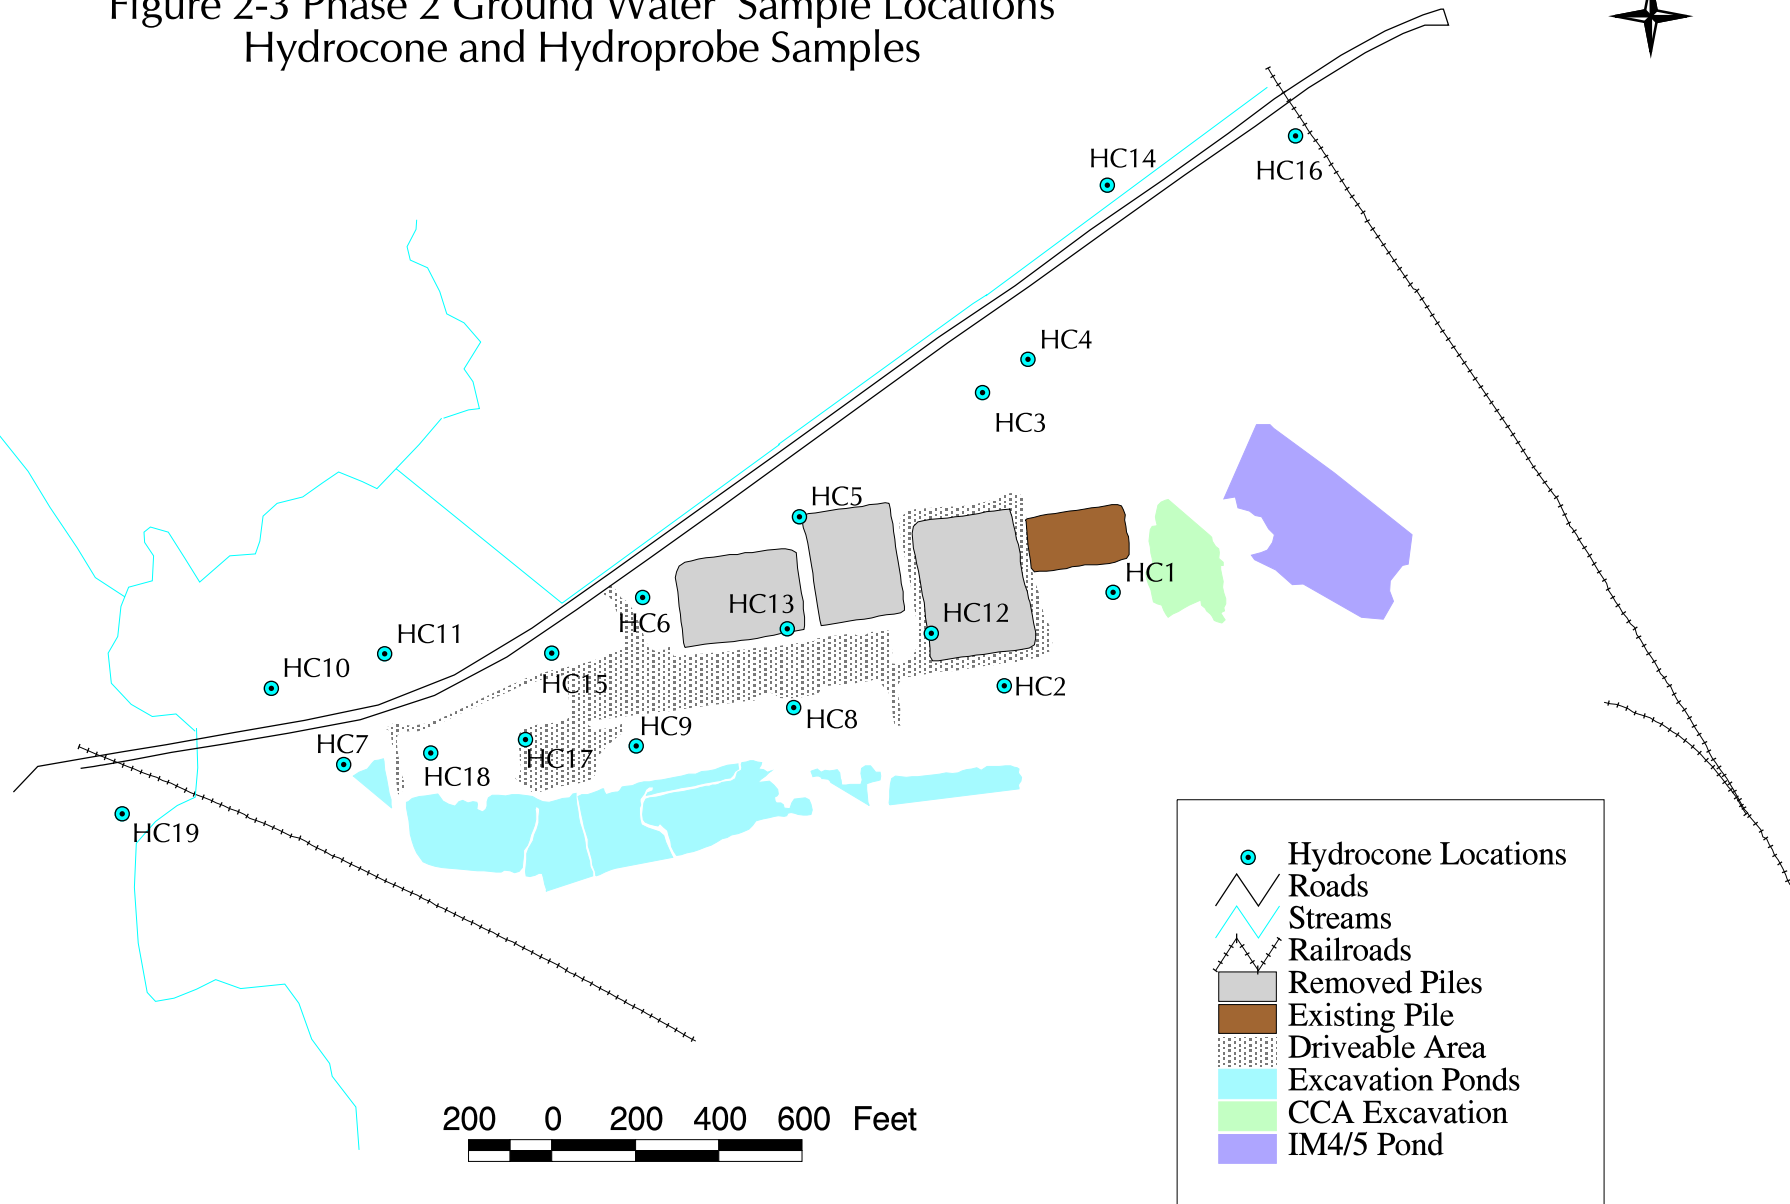 Figure 2-3 Phase 2 Ground Water Sample Locations
Hydrocone and Hydroprobe Samples
HC14
HC16
HC4
HC3
HC5
HC1
HC13
HC12
HC6
HC11
HC10
HC15
HC2
HC8
HC9
HC7
HC17
HC18
HC19
Hydrocone Locations
Roads
Streams
Railroads
Removed Piles
Existing Pile
Driveable Area
Excavation Ponds
CCA Excavation
IM4/5 Pond
200 0 200 400 600 Feet